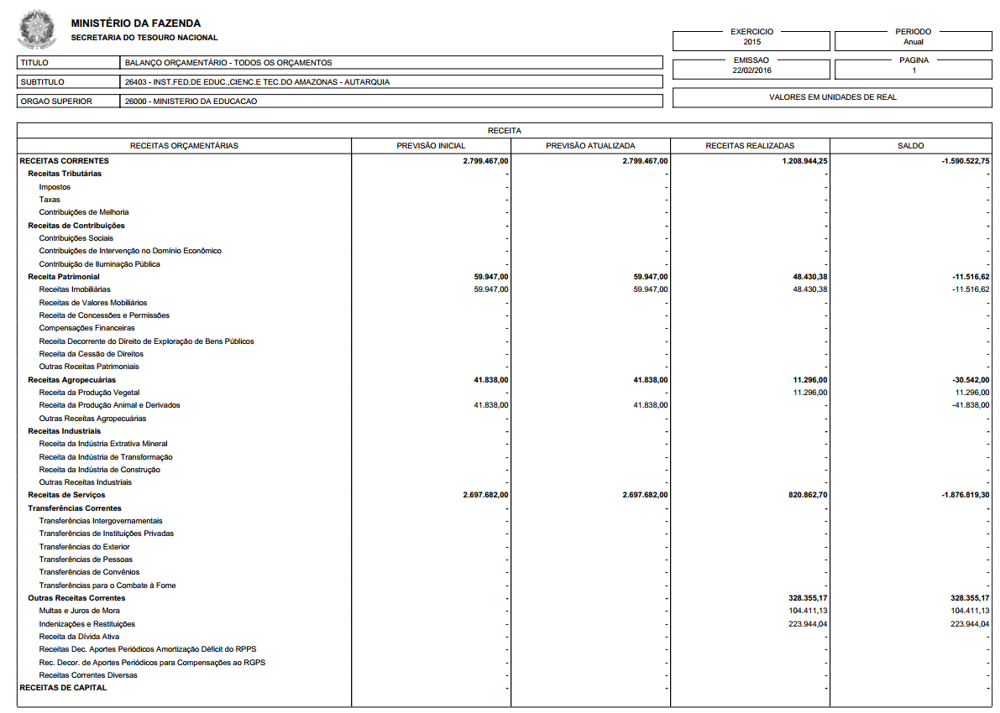 MINISTÉRIO DA FAZENDA
SECRETARIA DO TESOURO NACIONAL
EXERCICIO
2015
PERIODO
Anual
TITULO BALANÇO ORÇAMENTÁRIO - TODOS OS ORÇAMENTOS
EMISSAO
22/02/2016
PAGINA
1
SUBTITULO 26403 - INST.FED.DE EDUC.,CIENC.E TEC.DO AMAZONAS - AUTARQUIA
ORGAO SUPERIOR 26000 - MINISTERIO DA EDUCACAO
VALORES EM UNIDADES DE REAL
RECEITA
RECEITAS ORÇAMENTÁRIAS PREVISÃO INICIAL PREVISÃO ATUALIZADA RECEITAS REALIZADAS SALDO
RECEITAS CORRENTES 2.799.467,00 2.799.467,00 1.208.944,25 -1.590.522,75
Receitas Tributárias - - - -
Impostos - - - -
Taxas - - - -
Contribuições de Melhoria - - - -
Receitas de Contribuições - - - -
Contribuições Sociais - - - -
Contribuições de Intervenção no Domínio Econômico - - - -
Contribuição de Iluminação Pública - - - -
Receita Patrimonial 59.947,00 59.947,00 48.430,38 -11.516,62
Receitas Imobiliárias 59.947,00 59.947,00 48.430,38 -11.516,62
Receitas de Valores Mobiliários - - - -
Receita de Concessões e Permissões - - - -
Compensações Financeiras - - - -
Receita Decorrente do Direito de Exploração de Bens Públicos - - - -
Receita da Cessão de Direitos - - - -
Outras Receitas Patrimoniais - - - -
Receitas Agropecuárias 41.838,00 41.838,00 11.296,00 -30.542,00
Receita da Produção Vegetal - - 11.296,00 11.296,00
Receita da Produção Animal e Derivados 41.838,00 41.838,00 - -41.838,00
Outras Receitas Agropecuárias - - - -
Receitas Industriais - - - -
Receita da Indústria Extrativa Mineral - - - -
Receita da Indústria de Transformação - - - -
Receita da Indústria de Construção - - - -
Outras Receitas Industriais - - - -
Receitas de Serviços 2.697.682,00 2.697.682,00 820.862,70 -1.876.819,30
Transferências Correntes - - - -
Transferências Intergovernamentais - - - -
Transferências de Instituições Privadas - - - -
Transferências do Exterior - - - -
Transferências de Pessoas - - - -
Transferências de Convênios - - - -
Transferências para o Combate à Fome - - - -
Outras Receitas Correntes - - 328.355,17 328.355,17
Multas e Juros de Mora - - 104.411,13 104.411,13
Indenizações e Restituições - - 223.944,04 223.944,04
Receita da Dívida Ativa - - - -
Receitas Dec. Aportes Periódicos Amortização Déficit do RPPS - - - -
Rec. Decor. de Aportes Periódicos para Compensações ao RGPS - - - -
Receitas Correntes Diversas - - - -
RECEITAS DE CAPITAL - - - -